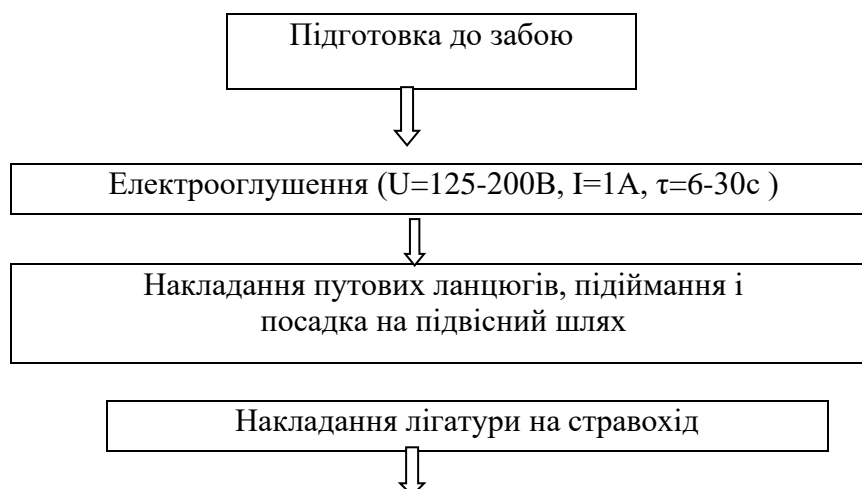 Підготовка до забою
Електрооглушення (U=125-200В, І=1А, τ=6-30с )
Накладання путових ланцюгів, підіймання і
посадка на підвісний шлях
Накладання лігатури на стравохід